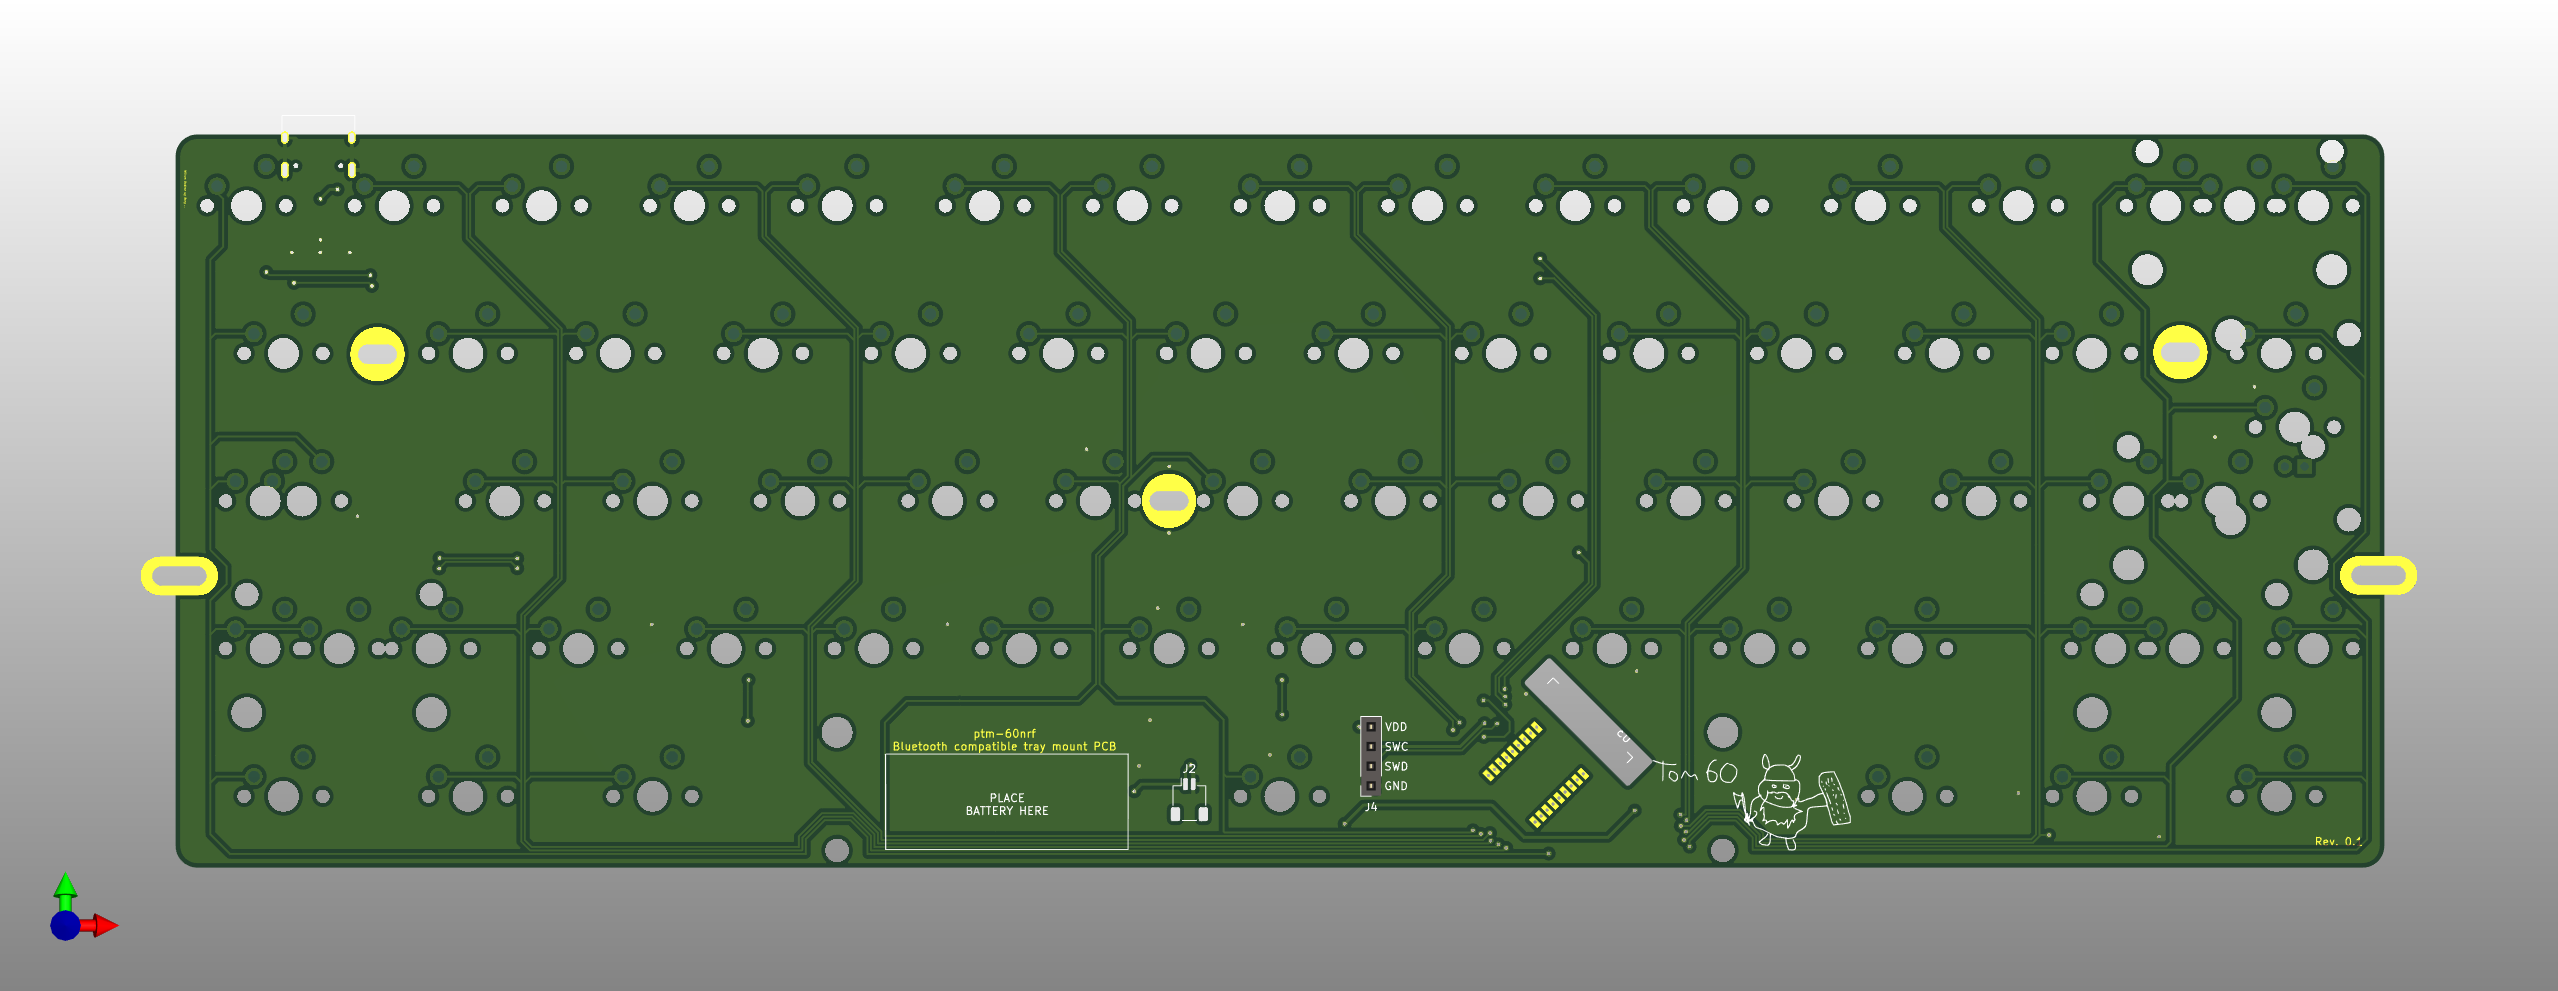 ptm-60nrf
Bluetooth compatible tray mount PCB
PLACE
BATTERY HERE
J2
VDD
SWC
SWD
GND
J4
Tom 60
Rev. 0.1